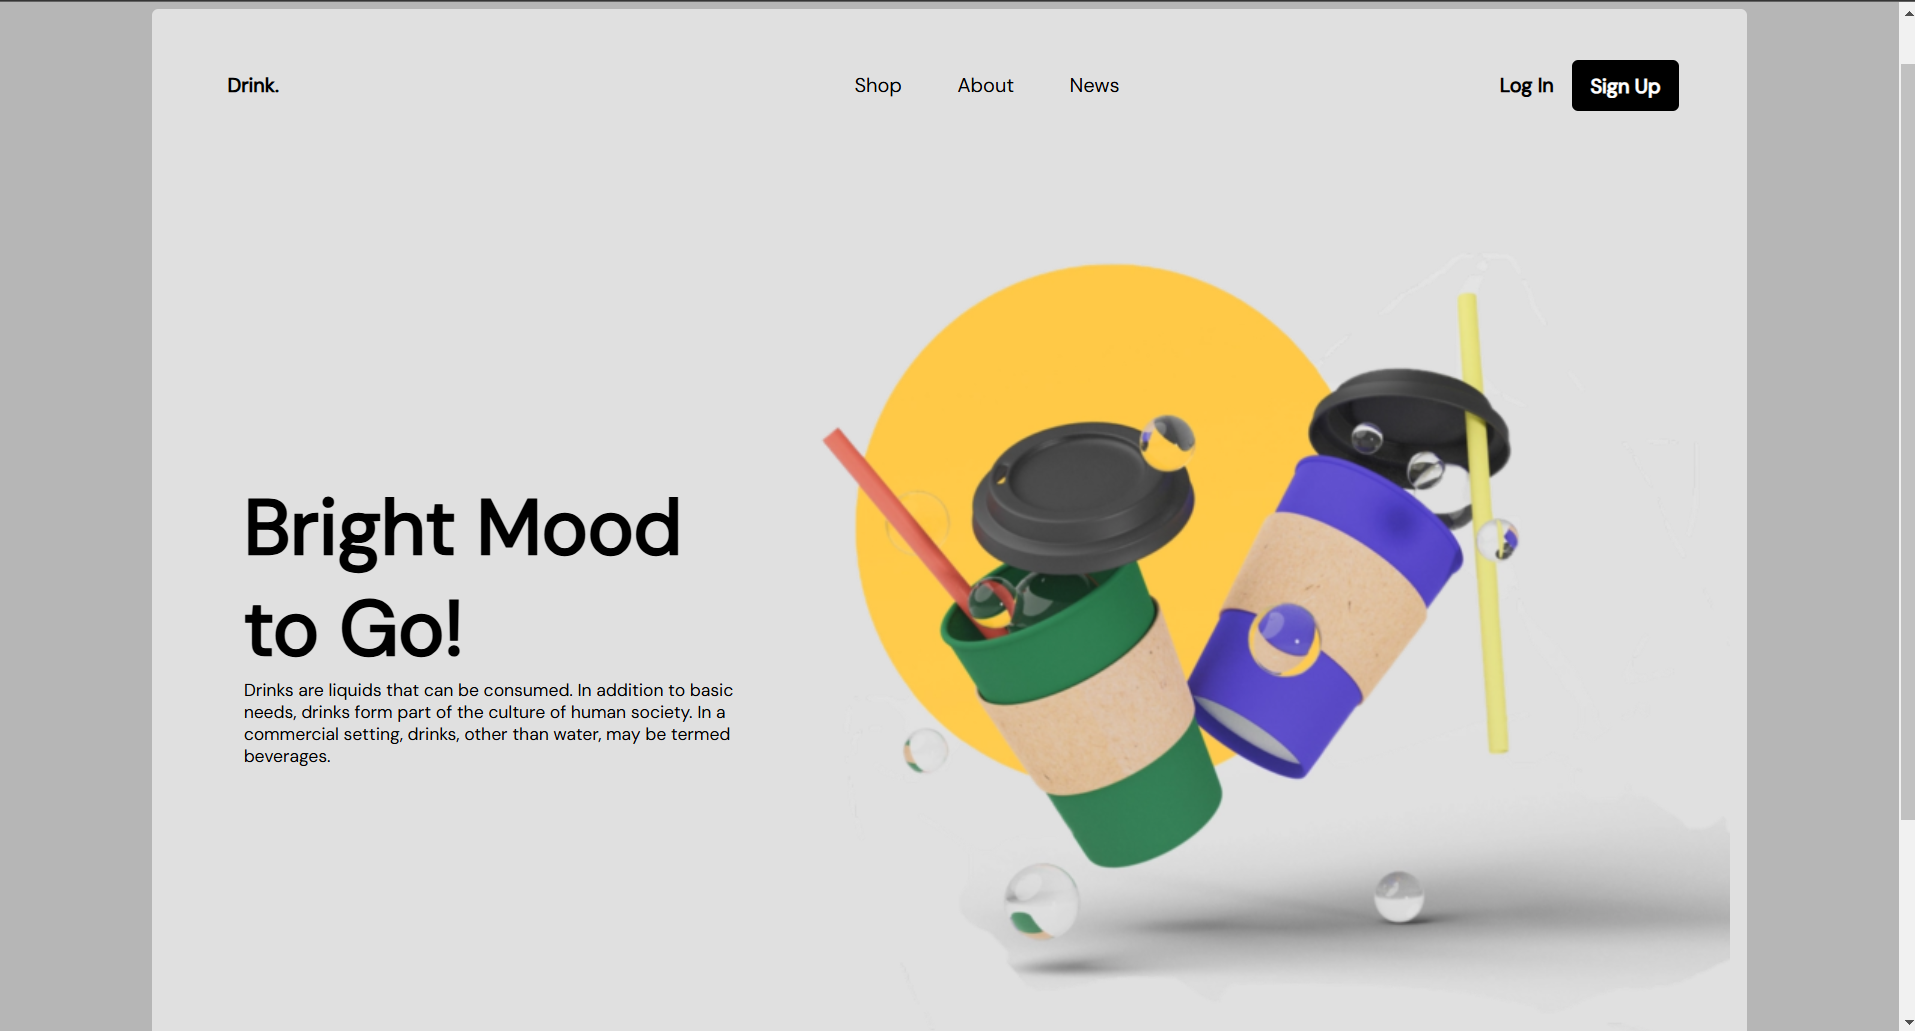 Drink.
Shop
About
News
Log In
Sign Up
Bright Mood
to Go!
Drinks are liquids that can be consumed. In addition to basic
needs, drinks form part of the culture of human society. In a
commercial setting, drinks, other than water, may be termed
beverages.